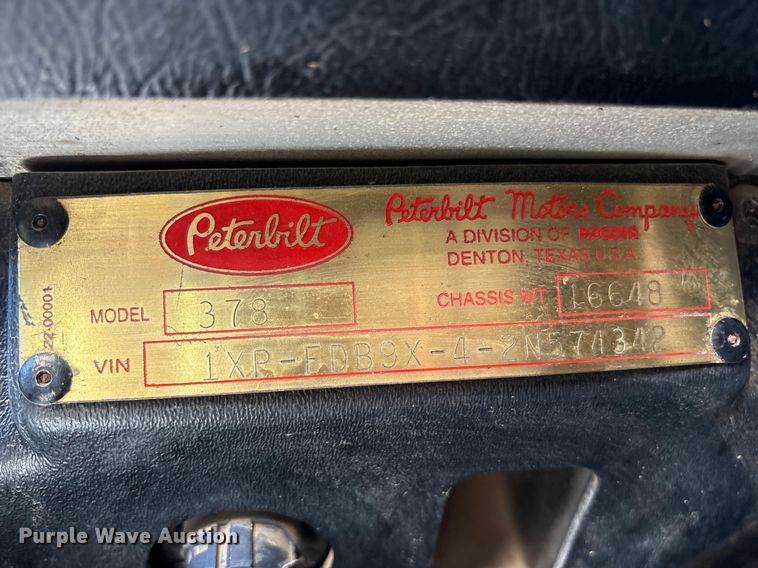 Peterbilt
Peterbilt Motors Company
A DIVISION OF PACCAR
DENTON, TEXAS U.S.A.
MODEL 378
CHASSIS WT 16648
VIN 1XP-FDB9X-4-2N574342
Purple Wave Auction